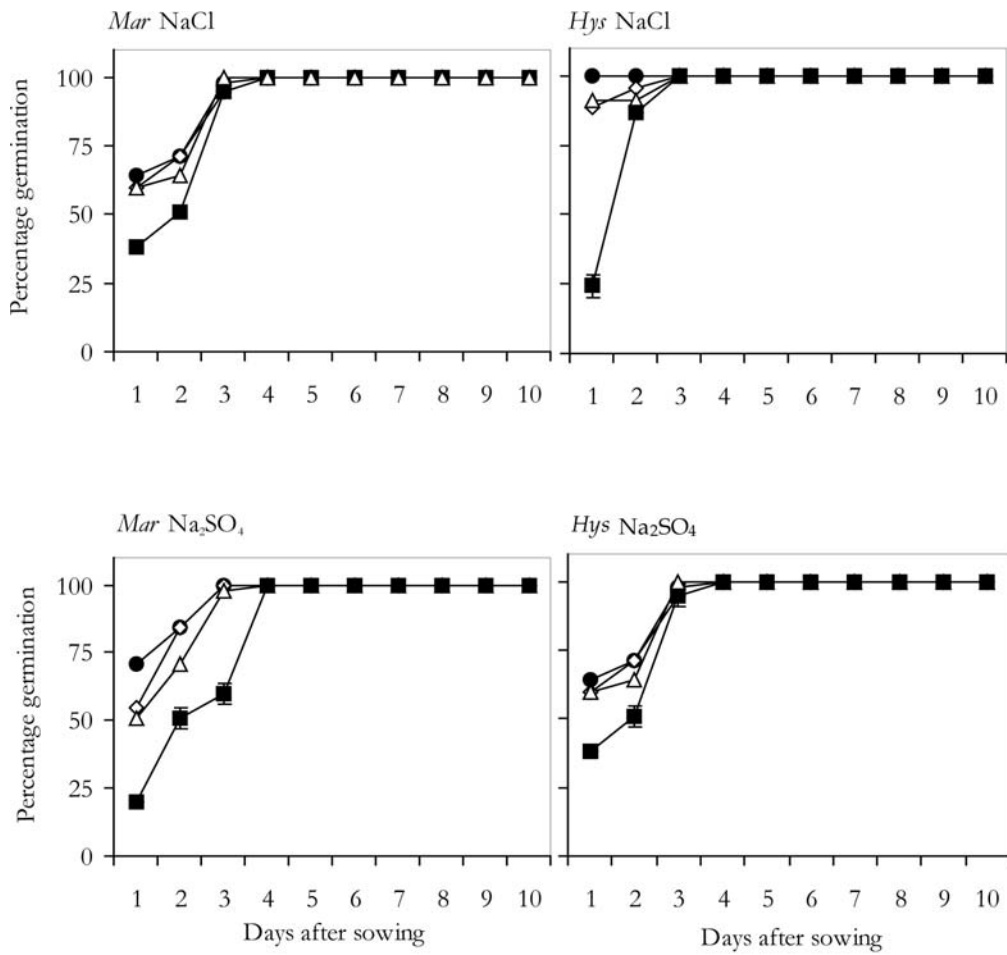 Mar NaCl
Hys NaCl
Percentage germination
100
75
50
25
0
1 2 3 4 5 6 7 8 9 10
1 2 3 4 5 6 7 8 9 10
Mar Na₂SO₄
Hys Na₂SO₄
Percentage germination
100
75
50
25
0
1 2 3 4 5 6 7 8 9 10
1 2 3 4 5 6 7 8 9 10
Days after sowing
Days after sowing